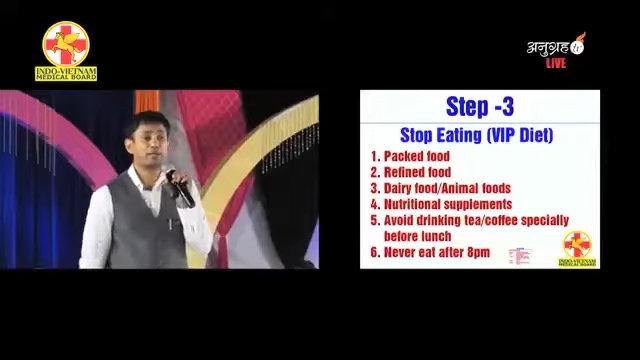 INDO-VIETNAM
MEDICAL BOARD
अनुग्रह tv
LIVE
Step -3
Stop Eating (VIP Diet)
1. Packed food
2. Refined food
3. Dairy food/Animal foods
4. Nutritional supplements
5. Avoid drinking tea/coffee specially
before lunch
6. Never eat after 8pm
INDO-VIETNAM
MEDICAL BOARD